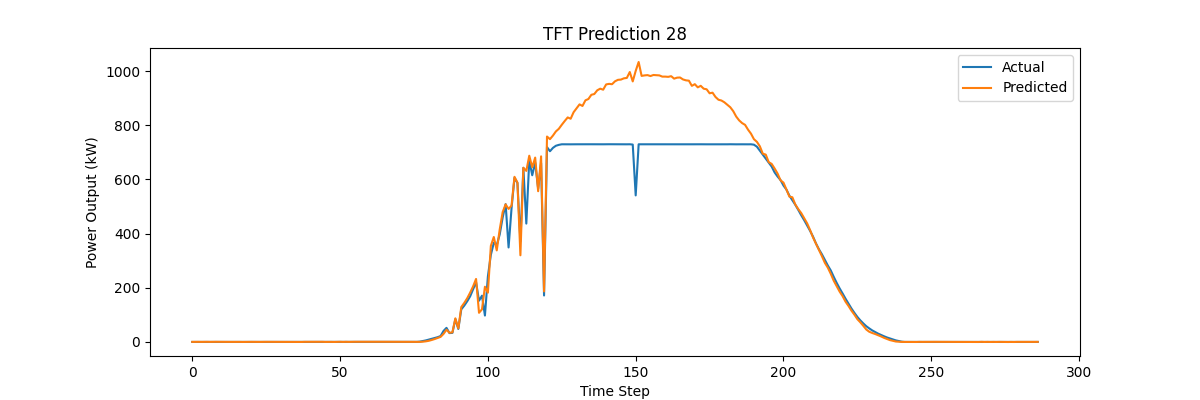 TFT Prediction 28
Actual
Predicted
Power Output (kW)
1000
800
600
400
200
0
0 50 100 150 200 250 300
Time Step